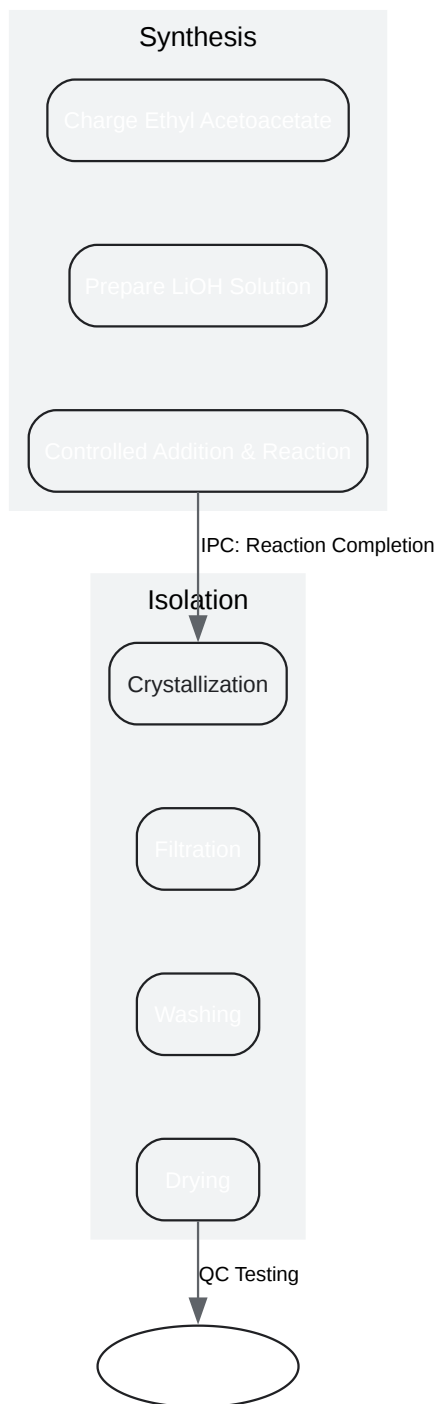 Synthesis
Charge Ethyl Acetoacetate
Prepare LiOH Solution
Controlled Addition & Reaction
IPC: Reaction Completion
Isolation
Crystallization
Filtration
Washing
Drying
QC Testing